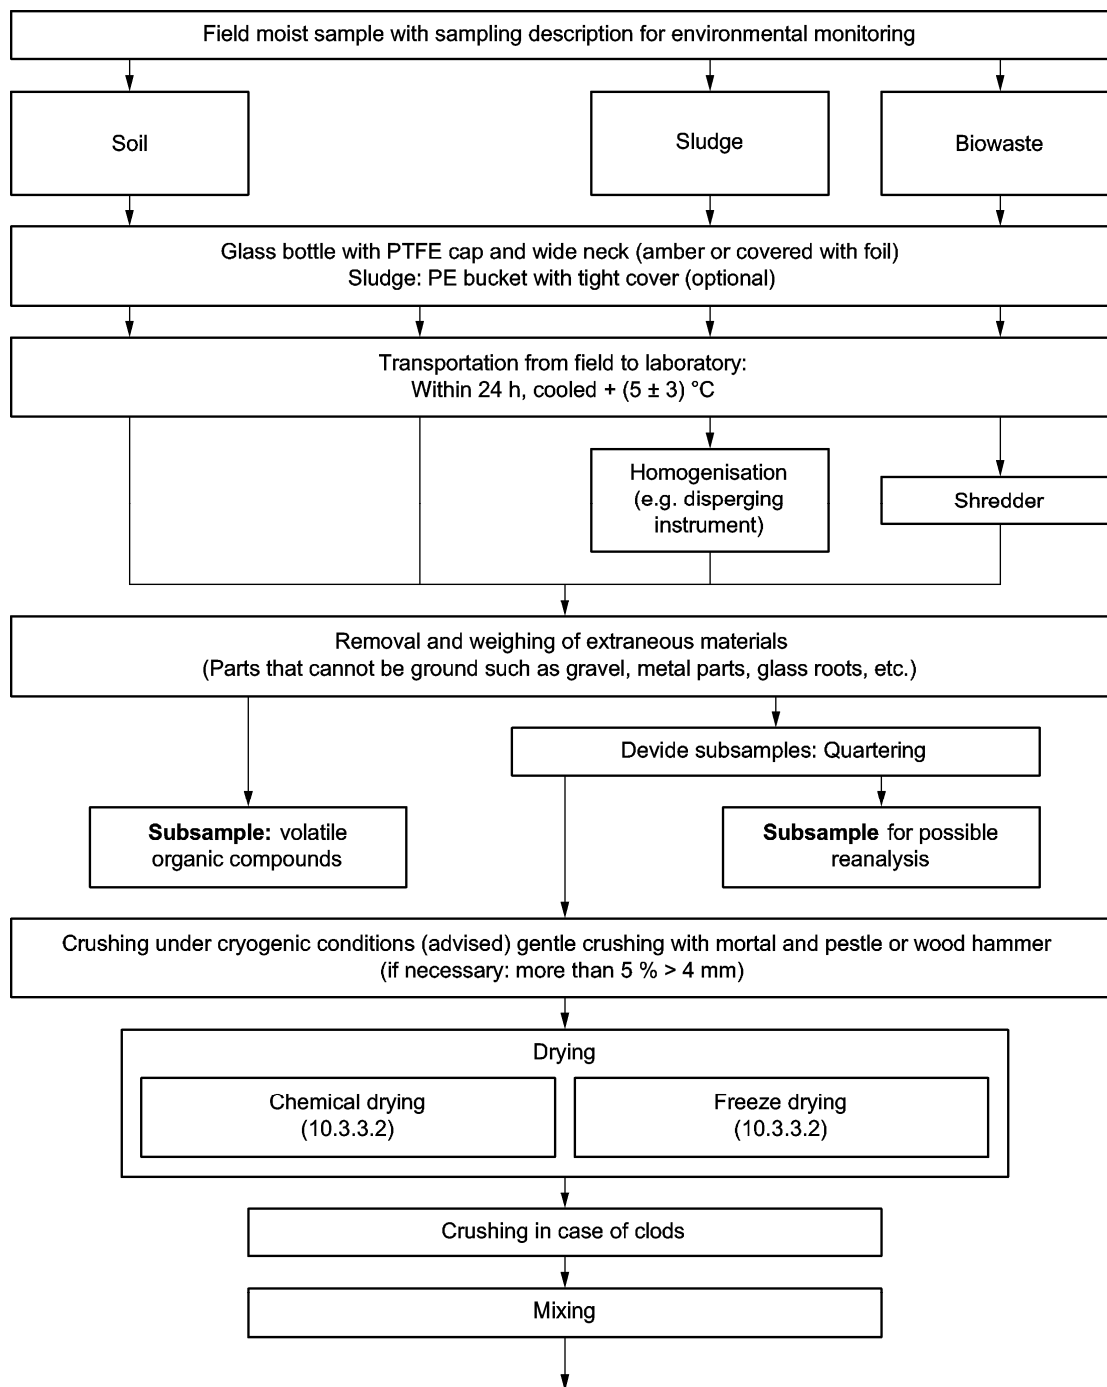 Field moist sample with sampling description for environmental monitoring
Soil
Sludge
Biowaste
Glass bottle with PTFE cap and wide neck (amber or covered with foil)
Sludge: PE bucket with tight cover (optional)
Transportation from field to laboratory:
Within 24 h, cooled + (5 ± 3) °C
Homogenisation
(e.g. disperging
instrument)
Shredder
Removal and weighing of extraneous materials
(Parts that cannot be ground such as gravel, metal parts, glass roots, etc.)
Devide subsamples: Quartering
Subsample: volatile
organic compounds
Subsample for possible
reanalysis
Crushing under cryogenic conditions (advised) gentle crushing with mortal and pestle or wood hammer
(if necessary: more than 5 % > 4 mm)
Drying
Chemical drying
(10.3.3.2)
Freeze drying
(10.3.3.2)
Crushing in case of clods
Mixing